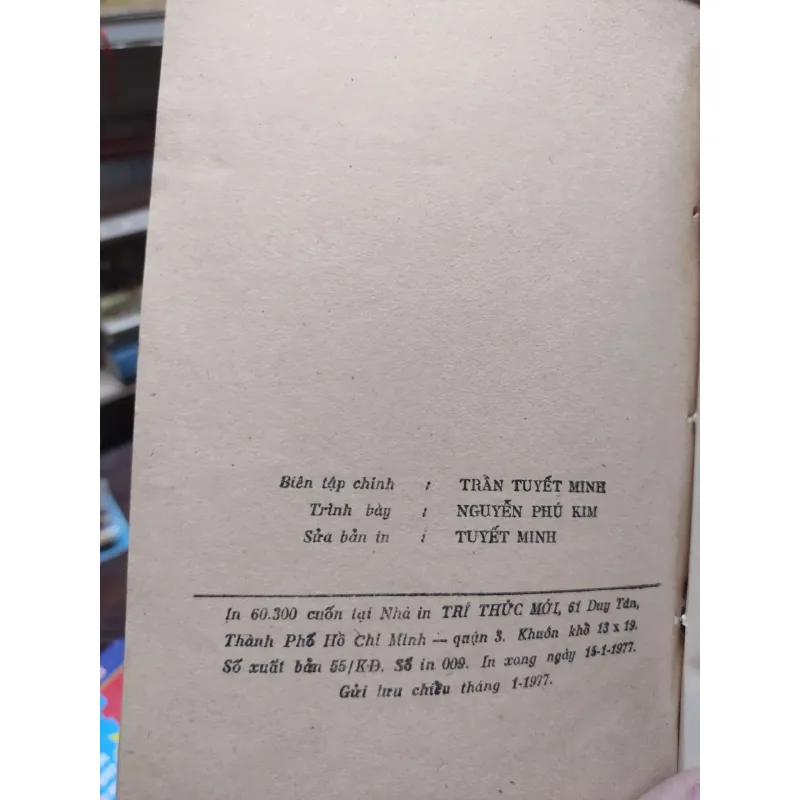 Biên tập chính : TRẦN TUYẾT MINH
Trình bày : NGUYỄN PHÚ KIM
Sửa bản in : TUYẾT MINH
In 60.300 cuốn tại Nhà in TRÍ THỨC MỚI, 61 Duy Tân,
Thành Phố Hồ Chí Minh — quận 3. Khuôn khổ 13 x 19.
Số xuất bản 55/KĐ. Số in 009. In xong ngày 15-1-1977.
Gửi lưu chiểu tháng 1-1977.